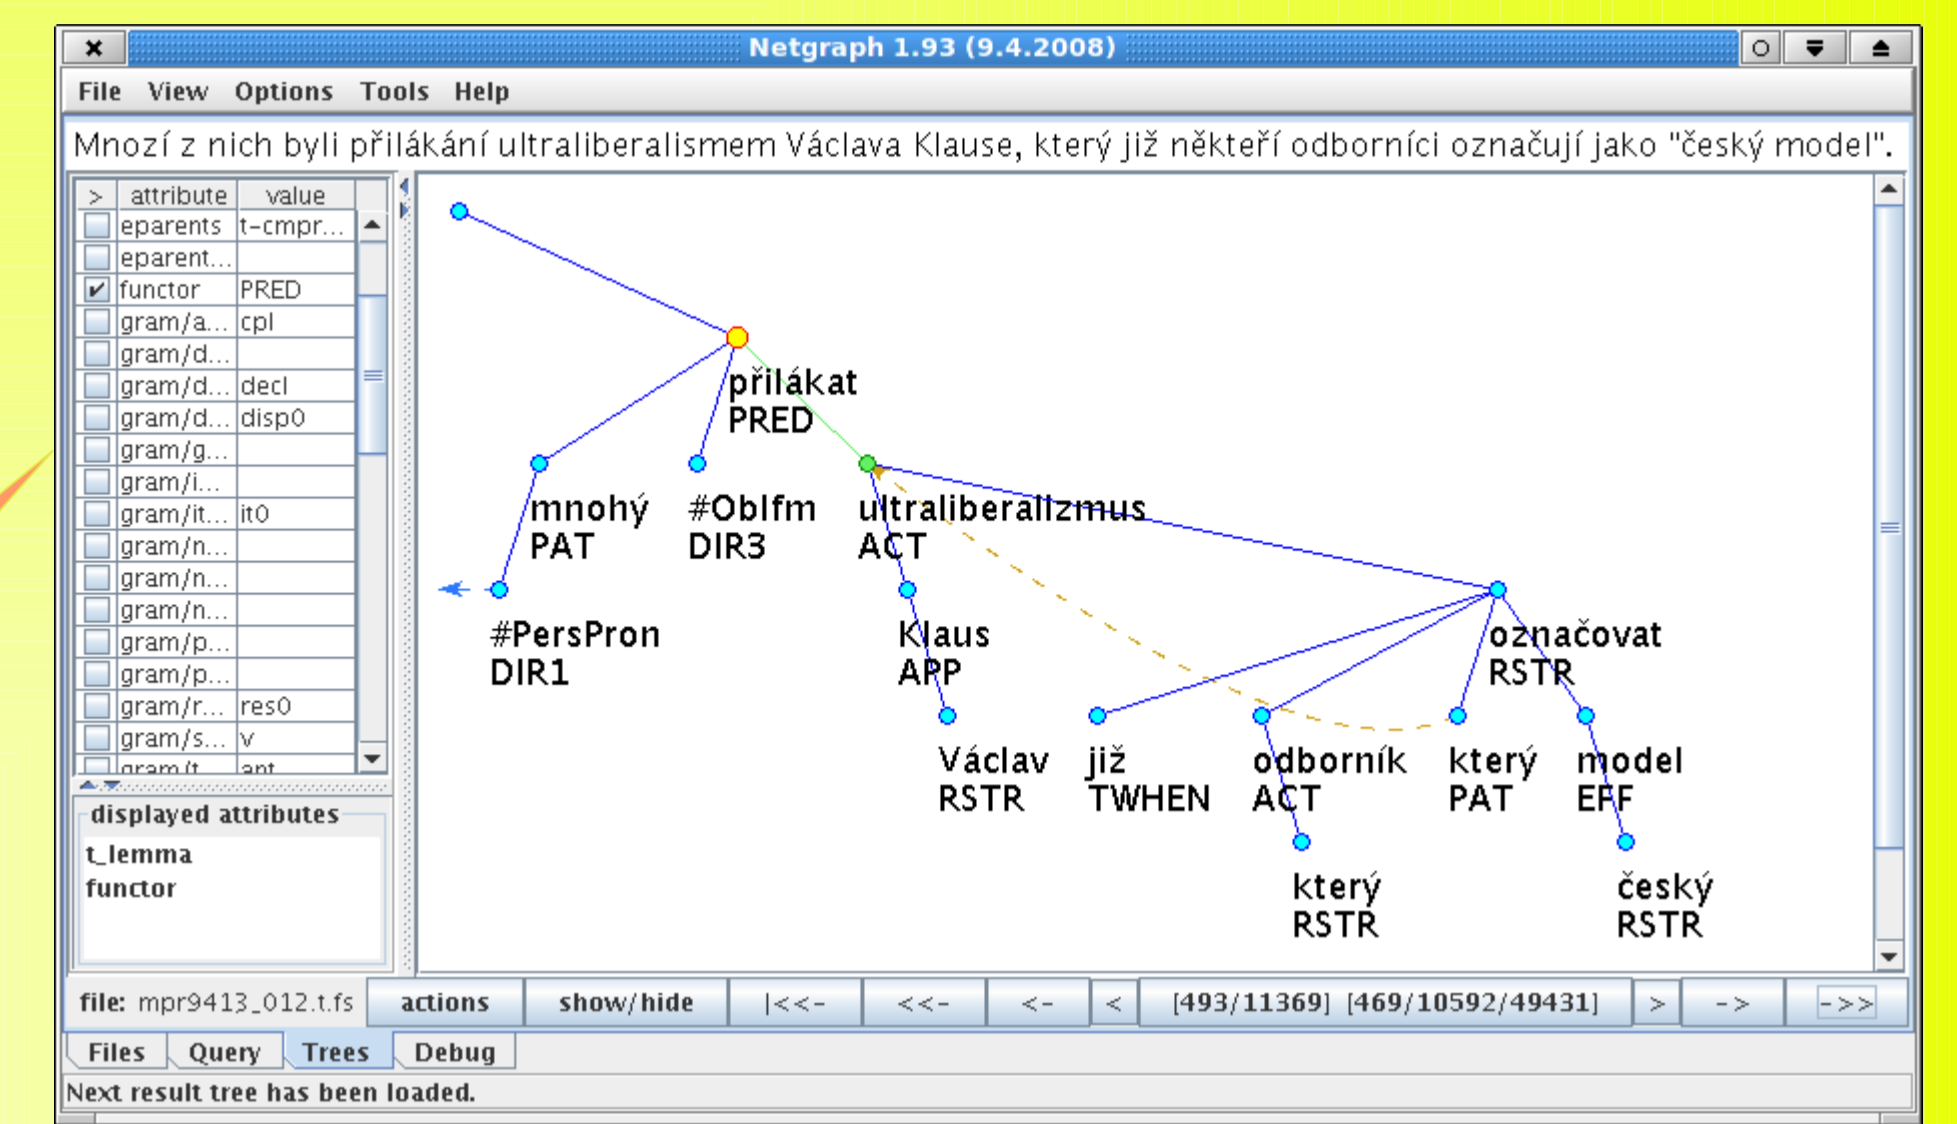 Netgraph 1.93 (9.4.2008)
File View Options Tools Help
Mnozí z nich byli přilákání ultraliberalismem Václava Klause, který již někteří odborníci označují jako "český model".
> attribute value
eparents t-cmpr...
eparent...
functor PRED
gram/a... cpl
gram/d...
gram/d... decl
gram/d... disp0
gram/g...
gram/i...
gram/it... it0
gram/n...
gram/n...
gram/n...
gram/p...
gram/p...
gram/r... res0
gram/s... v
gram/t ant
displayed attributes
t_lemma
functor
přilákat
PRED
mnohý #Oblfm ultraliberalizmus
PAT DIR3 ACT
#PersPron Klaus označovat
DIR1 APP RSTR
Václav již odborník který model
RSTR TWHEN ACT PAT EFF
který český
RSTR RSTR
file: mpr9413_012.t.fs actions show/hide |<<- <<- <- < [493/11369] [469/10592/49431] > -> ->>
Files Query Trees Debug
Next result tree has been loaded.